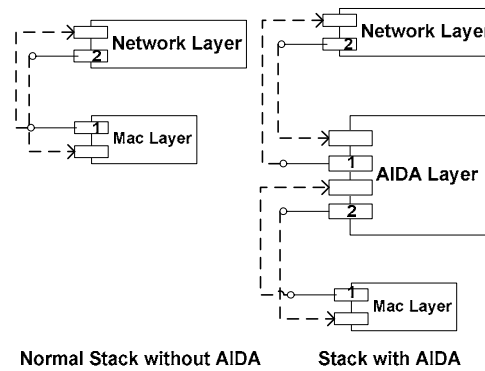 Network Layer
2
1
Mac Layer
Normal Stack without AIDA
Network Laye
2
1
AIDA Layer
2
1
Mac Layer
Stack with AIDA